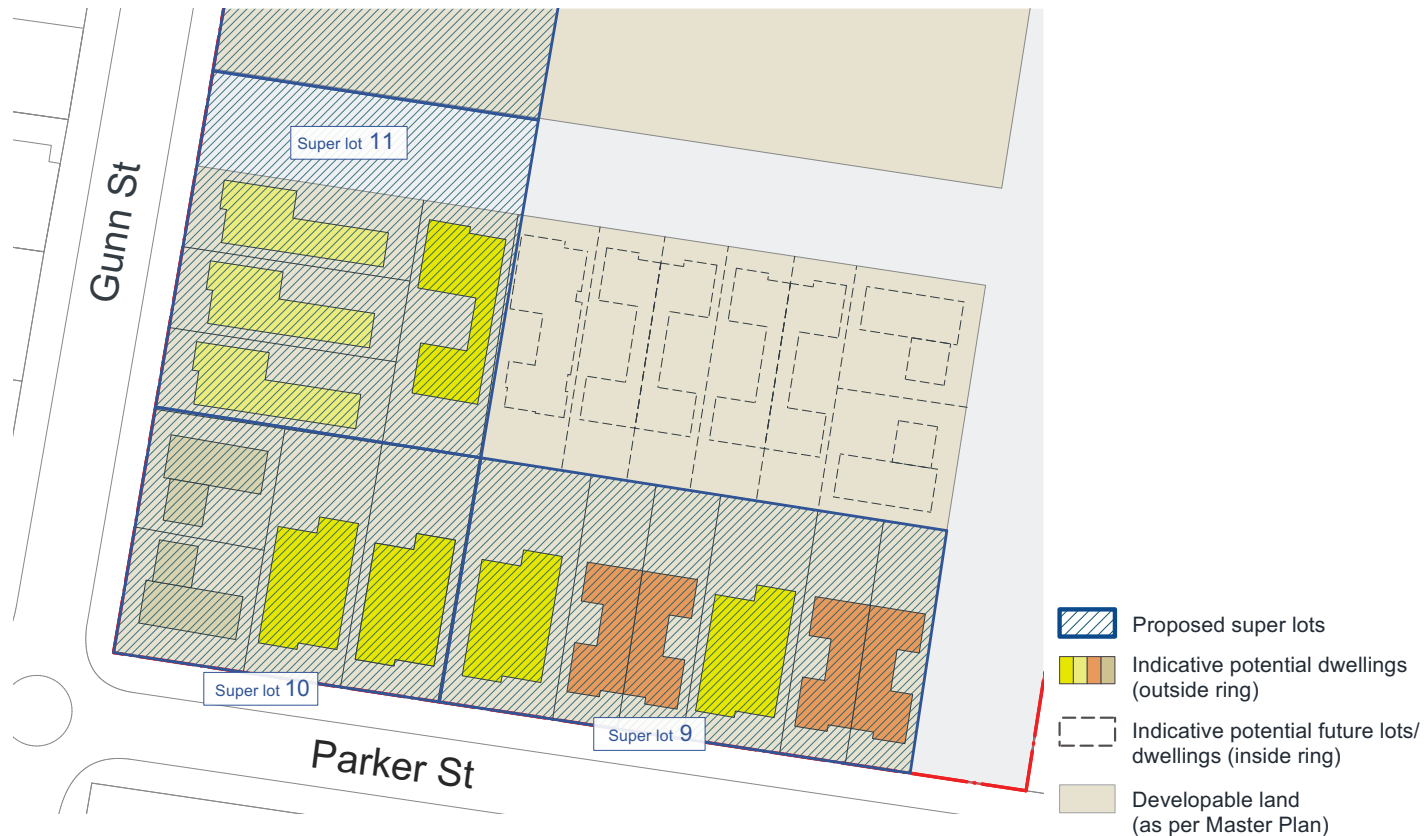 Super lot 11
Gunn St
Super lot 10
Super lot 9
Parker St
Proposed super lots
Indicative potential dwellings
(outside ring)
Indicative potential future lots/
dwellings (inside ring)
Developable land
(as per Master Plan)